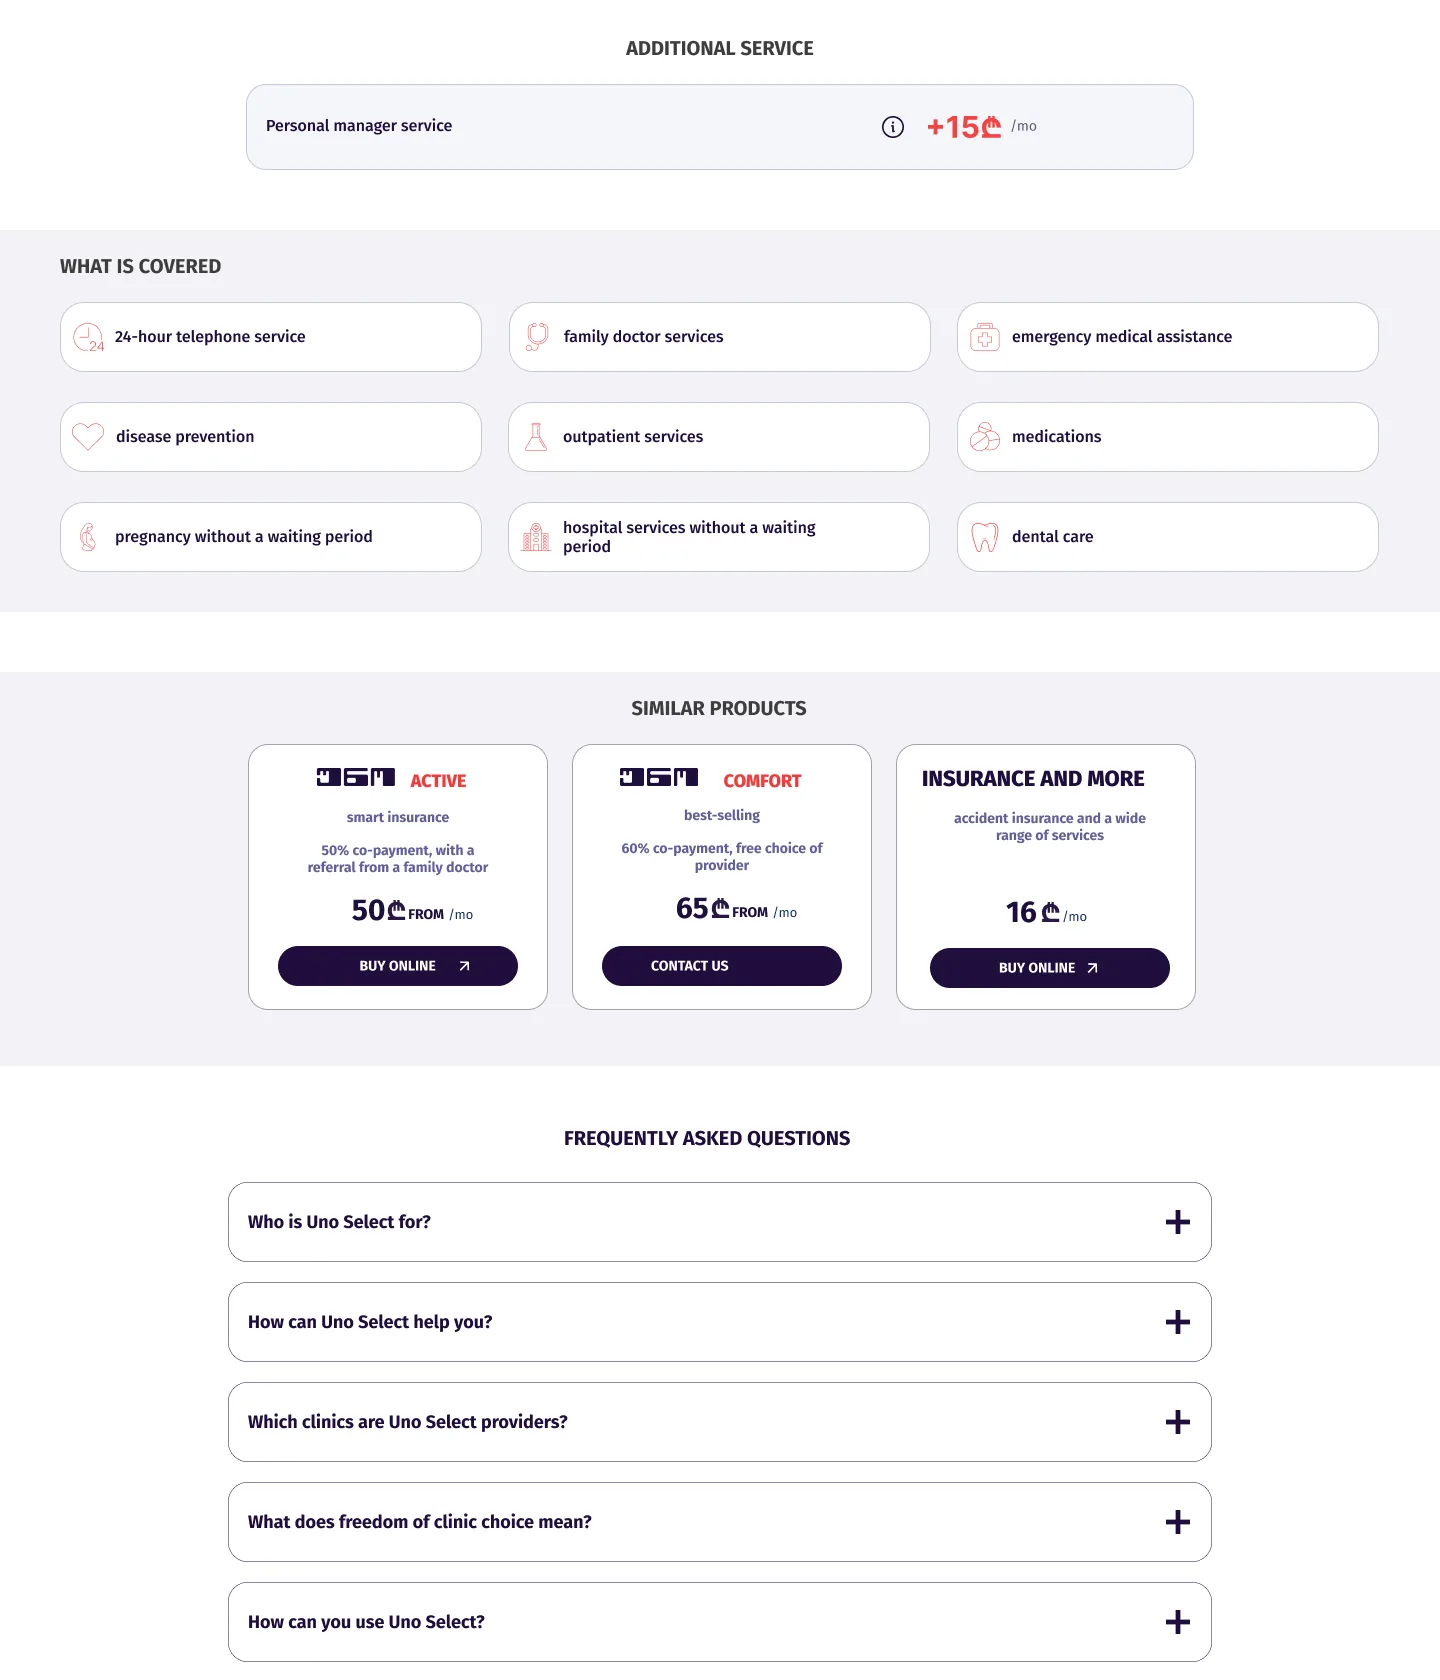 ADDITIONAL SERVICE
Personal manager service
+15₾ /mo
WHAT IS COVERED
24
24-hour telephone service
family doctor services
emergency medical assistance
disease prevention
outpatient services
medications
pregnancy without a waiting period
hospital services without a waiting
period
dental care
SIMILAR PRODUCTS
ACTIVE
smart insurance
50% co-payment, with a
referral from a family doctor
50₾ FROM /mo
BUY ONLINE
COMFORT
best-selling
60% co-payment, free choice of
provider
65₾ FROM /mo
CONTACT US
INSURANCE AND MORE
accident insurance and a wide
range of services
16 ₾ /mo
BUY ONLINE
FREQUENTLY ASKED QUESTIONS
Who is Uno Select for?
How can Uno Select help you?
Which clinics are Uno Select providers?
What does freedom of clinic choice mean?
How can you use Uno Select?